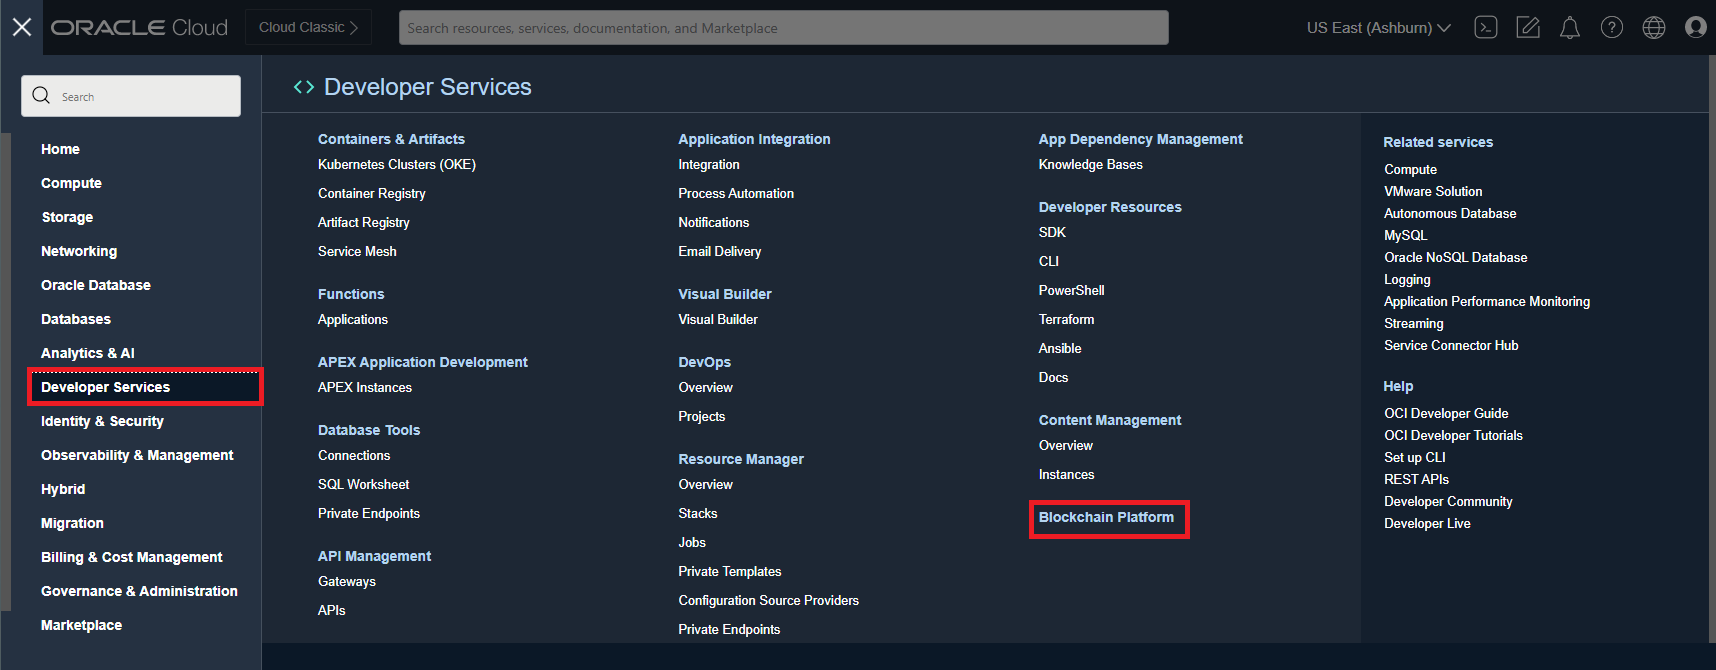 ORACLE Cloud
Cloud Classic
Search resources, services, documentation, and Marketplace
US East (Ashburn)
Search
Home
Compute
Storage
Networking
Oracle Database
Databases
Analytics & AI
Developer Services
Identity & Security
Observability & Management
Hybrid
Migration
Billing & Cost Management
Governance & Administration
Marketplace
Developer Services
Containers & Artifacts
Kubernetes Clusters (OKE)
Container Registry
Artifact Registry
Service Mesh
Functions
Applications
APEX Application Development
APEX Instances
Database Tools
Connections
SQL Worksheet
Private Endpoints
API Management
Gateways
APIs
Application Integration
Integration
Process Automation
Notifications
Email Delivery
Visual Builder
Visual Builder
DevOps
Overview
Projects
Resource Manager
Overview
Stacks
Jobs
Private Templates
Configuration Source Providers
Private Endpoints
App Dependency Management
Knowledge Bases
Developer Resources
SDK
CLI
PowerShell
Terraform
Ansible
Docs
Content Management
Overview
Instances
Blockchain Platform
Related services
Compute
VMware Solution
Autonomous Database
MySQL
Oracle NoSQL Database
Logging
Application Performance Monitoring
Streaming
Service Connector Hub
Help
OCI Developer Guide
OCI Developer Tutorials
Set up CLI
REST APIs
Developer Community
Developer Live